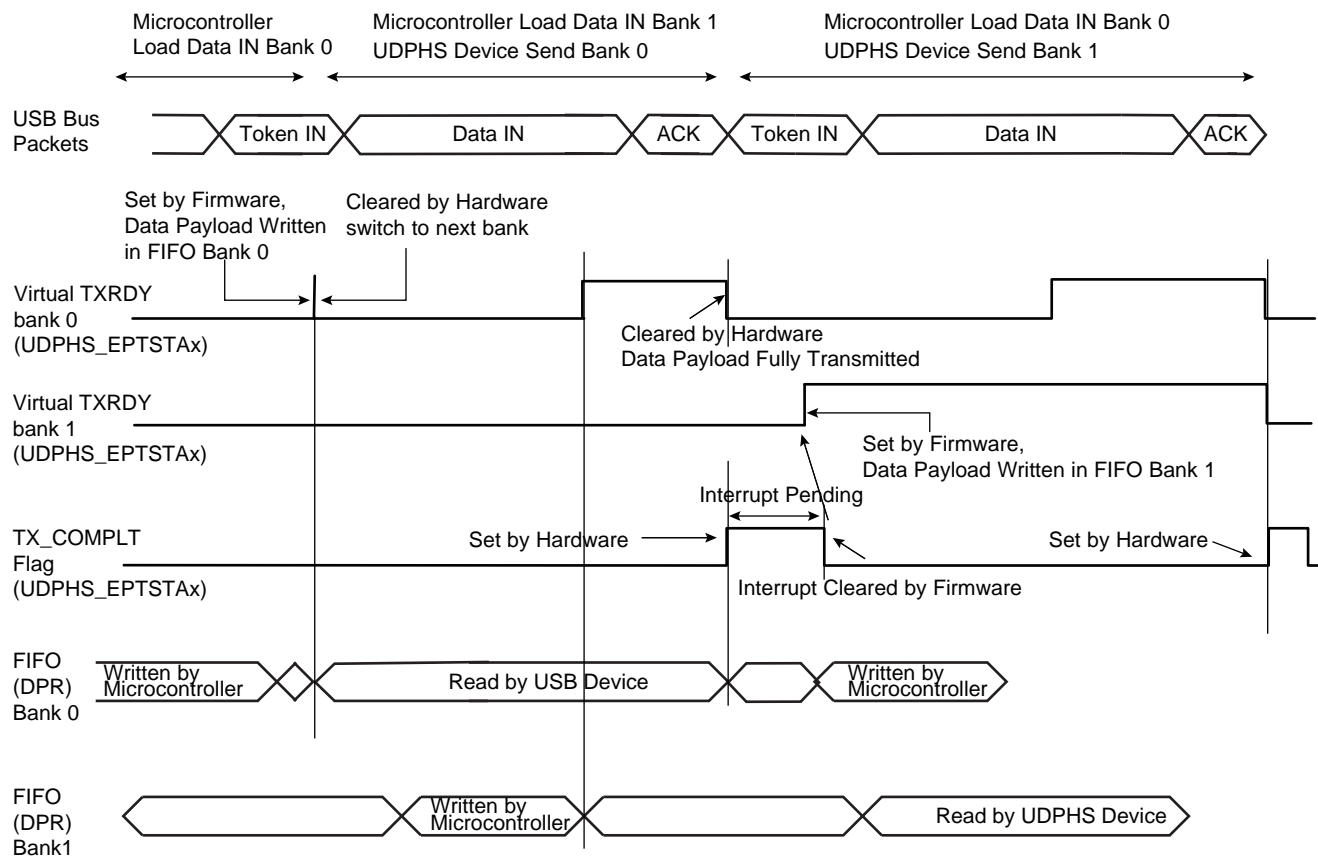 Microcontroller
Load Data IN Bank 0
Microcontroller Load Data IN Bank 1
UDPHS Device Send Bank 0
Microcontroller Load Data IN Bank 0
UDPHS Device Send Bank 1
USB Bus
Packets
Token IN
Data IN
ACK
Token IN
Data IN
ACK
Set by Firmware,
Data Payload Written
in FIFO Bank 0
Cleared by Hardware
switch to next bank
Virtual TXRDY
bank 0
(UDPHS_EPTSTAx)
Cleared by Hardware
Data Payload Fully Transmitted
Virtual TXRDY
bank 1
(UDPHS_EPTSTAx)
Set by Firmware,
Data Payload Written in FIFO Bank 1
Interrupt Pending
TX_COMPLT
Flag
(UDPHS_EPTSTAx)
Set by Hardware
Set by Hardware
Interrupt Cleared by Firmware
FIFO
(DPR)
Bank 0
Written by
Microcontroller
Read by USB Device
Written by
Microcontroller
FIFO
(DPR)
Bank1
Written by
Microcontroller
Read by UDPHS Device